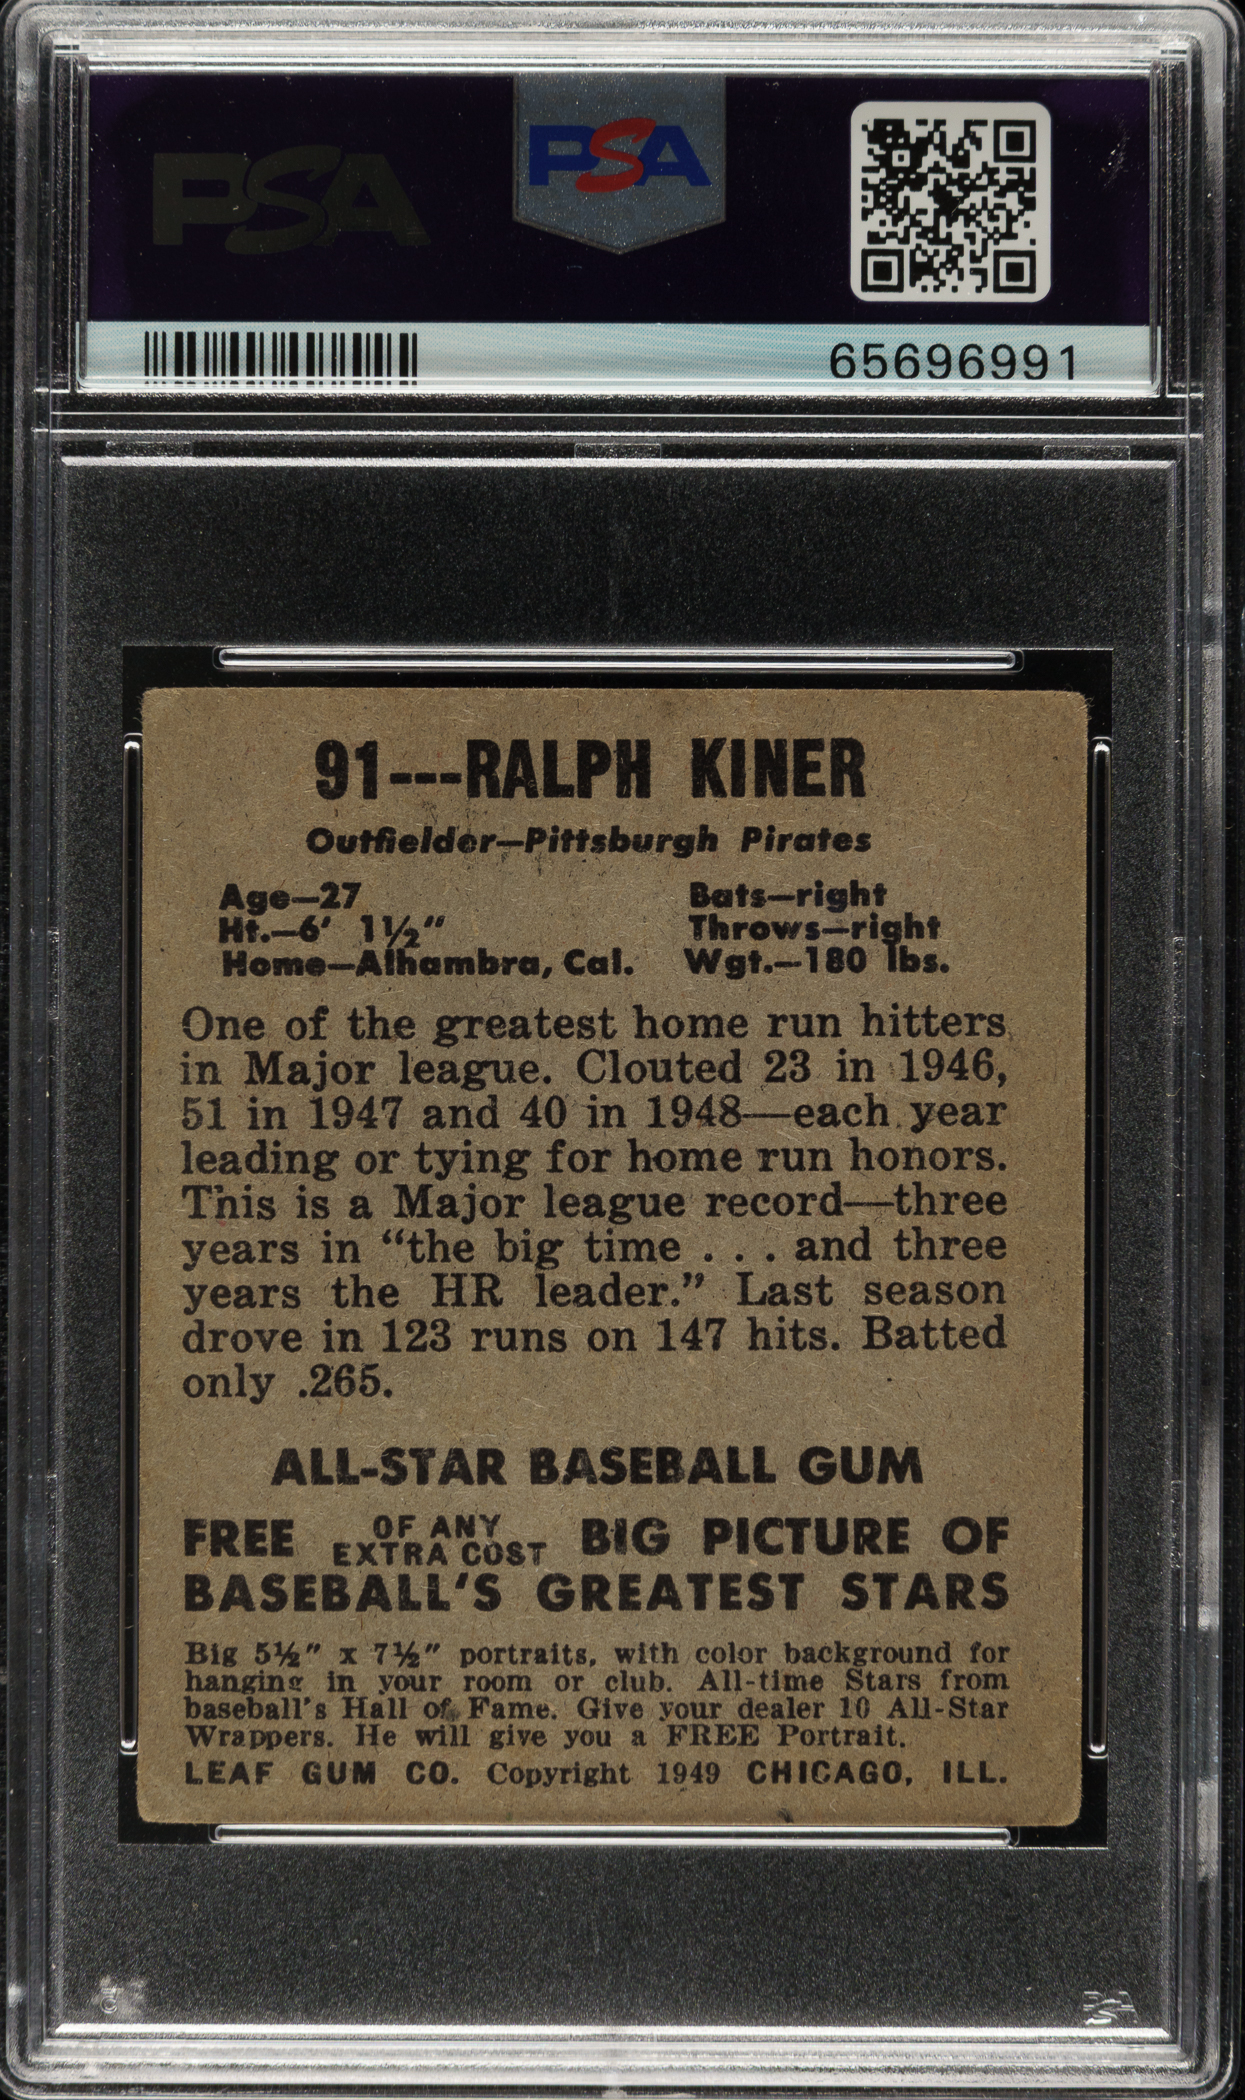 PSA
PSA
65696991
91---RALPH KINER
Outfielder—Pittsburgh Pirates
Age—27 Bats—right
Ht.—6' 1½" Throws—right
Home—Alhambra, Cal. Wgt.—180 lbs.
One of the greatest home run hitters
in Major league. Clouted 23 in 1946,
51 in 1947 and 40 in 1948—each year
leading or tying for home run honors.
This is a Major league record—three
years in "the big time . . . and three
years the HR leader." Last season
drove in 123 runs on 147 hits. Batted
only .265.
ALL-STAR BASEBALL GUM
FREE OF ANY EXTRA COST BIG PICTURE OF
BASEBALL'S GREATEST STARS
Big 5½" x 7½" portraits, with color background for
hanging in your room or club. All-time Stars from
baseball's Hall of Fame. Give your dealer 10 All-Star
Wrappers. He will give you a FREE Portrait.
LEAF GUM CO. Copyright 1949 CHICAGO, ILL.
PSA